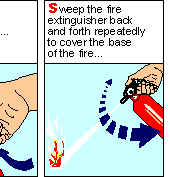 ...
Sweep the fire
extinguisher back
and forth repeatedly
to cover the base
of the fire...